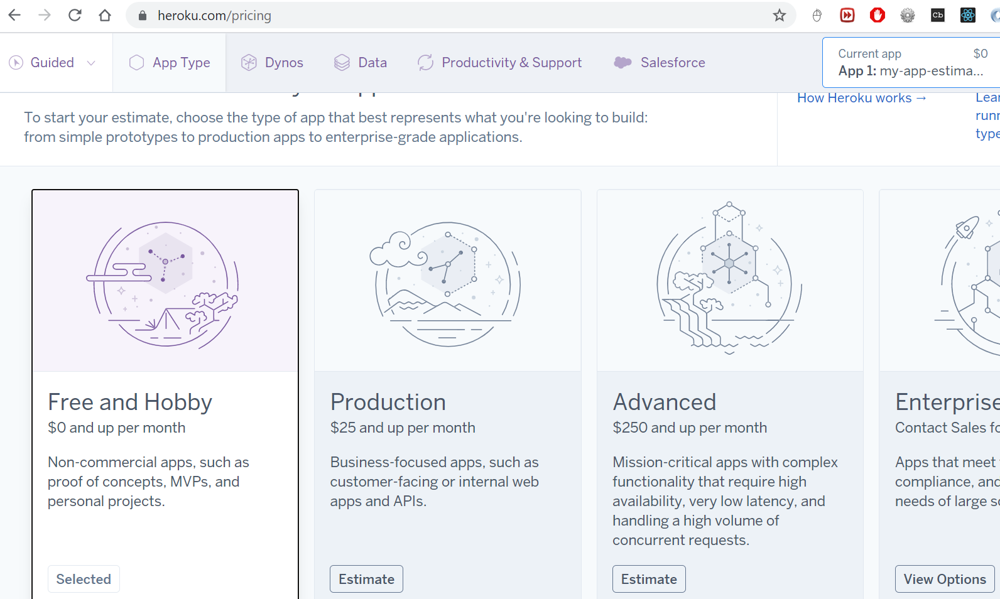 heroku.com/pricing
Cb
Guided
App Type
Dynos
Data
Productivity & Support
Salesforce
Current app $0
App 1: my-app-estima...
To start your estimate, choose the type of app that best represents what you're looking to build:
from simple prototypes to production apps to enterprise-grade applications.
How Heroku works →
Free and Hobby
$0 and up per month
Non-commercial apps, such as
proof of concepts, MVPs, and
personal projects.
Selected
Production
$25 and up per month
Business-focused apps, such as
customer-facing or internal web
apps and APIs.
Estimate
Advanced
$250 and up per month
Mission-critical apps with complex
functionality that require high
availability, very low latency, and
handling a high volume of
concurrent requests.
Estimate
Enterprise
Contact Sales
Apps that meet
compliance,
needs of large
View Options